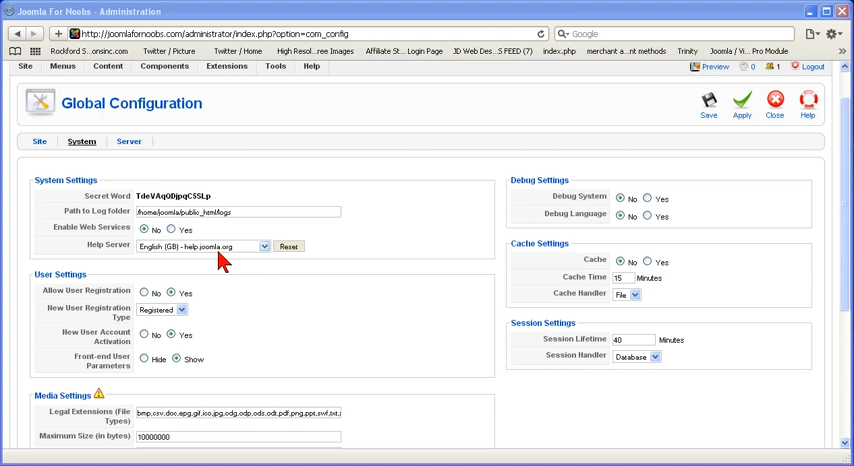 Joomla For Noobs - Administration
http://joomlafornoobs.com/administrator/index.php?option=com_config
Google
Rockford S....onsinc.com Twitter / Picture Twitter / Home High Resol...ree Images Affiliate St... Login Page JD Web Des...S FEED (7) index.php merchant a...nt methods Trinity Joomla / Vi... Pro Module
Site Menus Content Components Extensions Tools Help Preview 0 1 Logout
Global Configuration
Save Apply Close Help
Site System Server
System Settings
Secret Word TdeVAqQDjpqC5SLp
Path to Log folder /home/joomla/public_html/logs
Enable Web Services No Yes
Help Server English (GB) - help.joomla.org Reset
User Settings
Allow User Registration No Yes
New User Registration Type Registered
New User Account Activation No Yes
Front-end User Parameters Hide Show
Media Settings
Legal Extensions (File Types) bmp,csv,doc,epg,gif,ico,jpg,odg,odp,ods,odt,pdf,png,ppt,swf,txt,
Maximum Size (in bytes) 10000000
Debug Settings
Debug System No Yes
Debug Language No Yes
Cache Settings
Cache No Yes
Cache Time 15 Minutes
Cache Handler File
Session Settings
Session Lifetime 40 Minutes
Session Handler Database